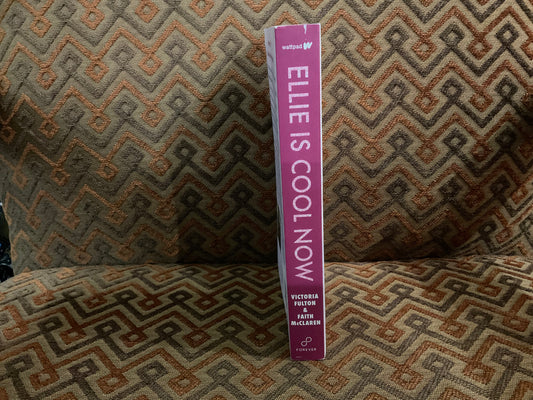 wattpad W
ELLIE IS COOL NOW
VICTORIA
FULTON
&
FAITH
McCLAREN
FOREVER